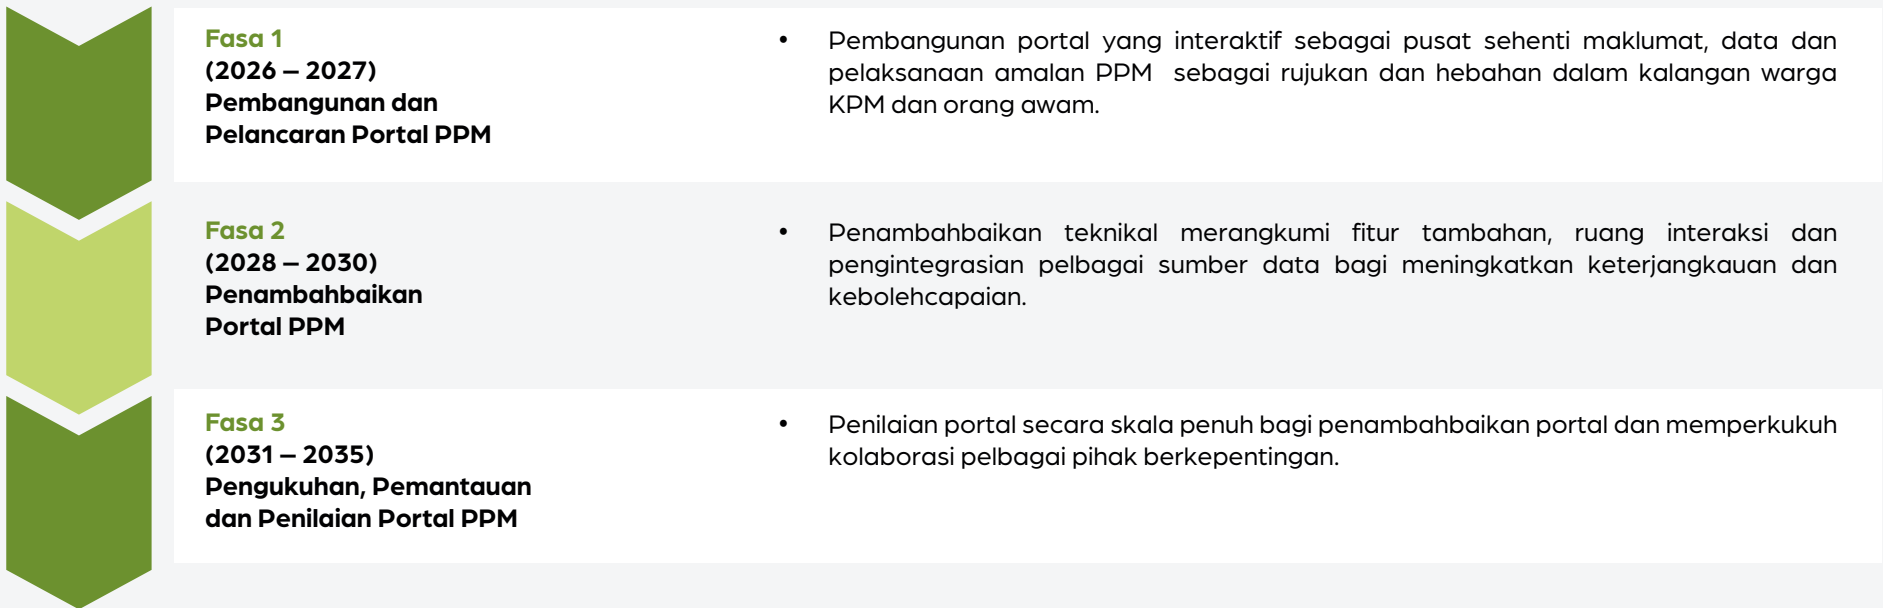 Fasa 1
(2026 – 2027)
Pembangunan dan
Pelancaran Portal PPM
• Pembangunan portal yang interaktif sebagai pusat sehenti maklumat, data dan
pelaksanaan amalan PPM sebagai rujukan dan hebahan dalam kalangan warga
KPM dan orang awam.
Fasa 2
(2028 – 2030)
Penambahbaikan
Portal PPM
• Penambahbaikan teknikal merangkumi fitur tambahan, ruang interaksi dan
pengintegrasian pelbagai sumber data bagi meningkatkan keterjangkauan dan
kebolehcapaian.
Fasa 3
(2031 – 2035)
Pengukuhan, Pemantauan
dan Penilaian Portal PPM
• Penilaian portal secara skala penuh bagi penambahbaikan portal dan memperkukuh
kolaborasi pelbagai pihak berkepentingan.